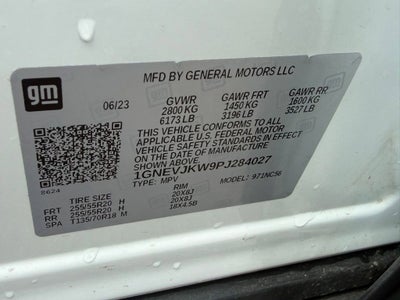 gm
MFD BY GENERAL MOTORS LLC
06/23 GVWR GAWR FRT GAWR RR
2800 KG 1450 KG 1600 KG
6173 LB 3196 LB 3527 LB
THIS VEHICLE CONFORMS TO ALL
APPLICABLE U.S. FEDERAL MOTOR
VEHICLE SAFETY STANDARDS IN EFFECT
ON THE DATE OF MANUFACTURE
SHOWN ABOVE.
1GNEVJKW9PJ284027
TYPE: MPV MODEL: 971NC56
S624
TIRE SIZE RIM
FRT 255/55R20 H 20X8J
RR 255/55R20 H 20X8J
SPA T135/70R18 M 18X4.5B